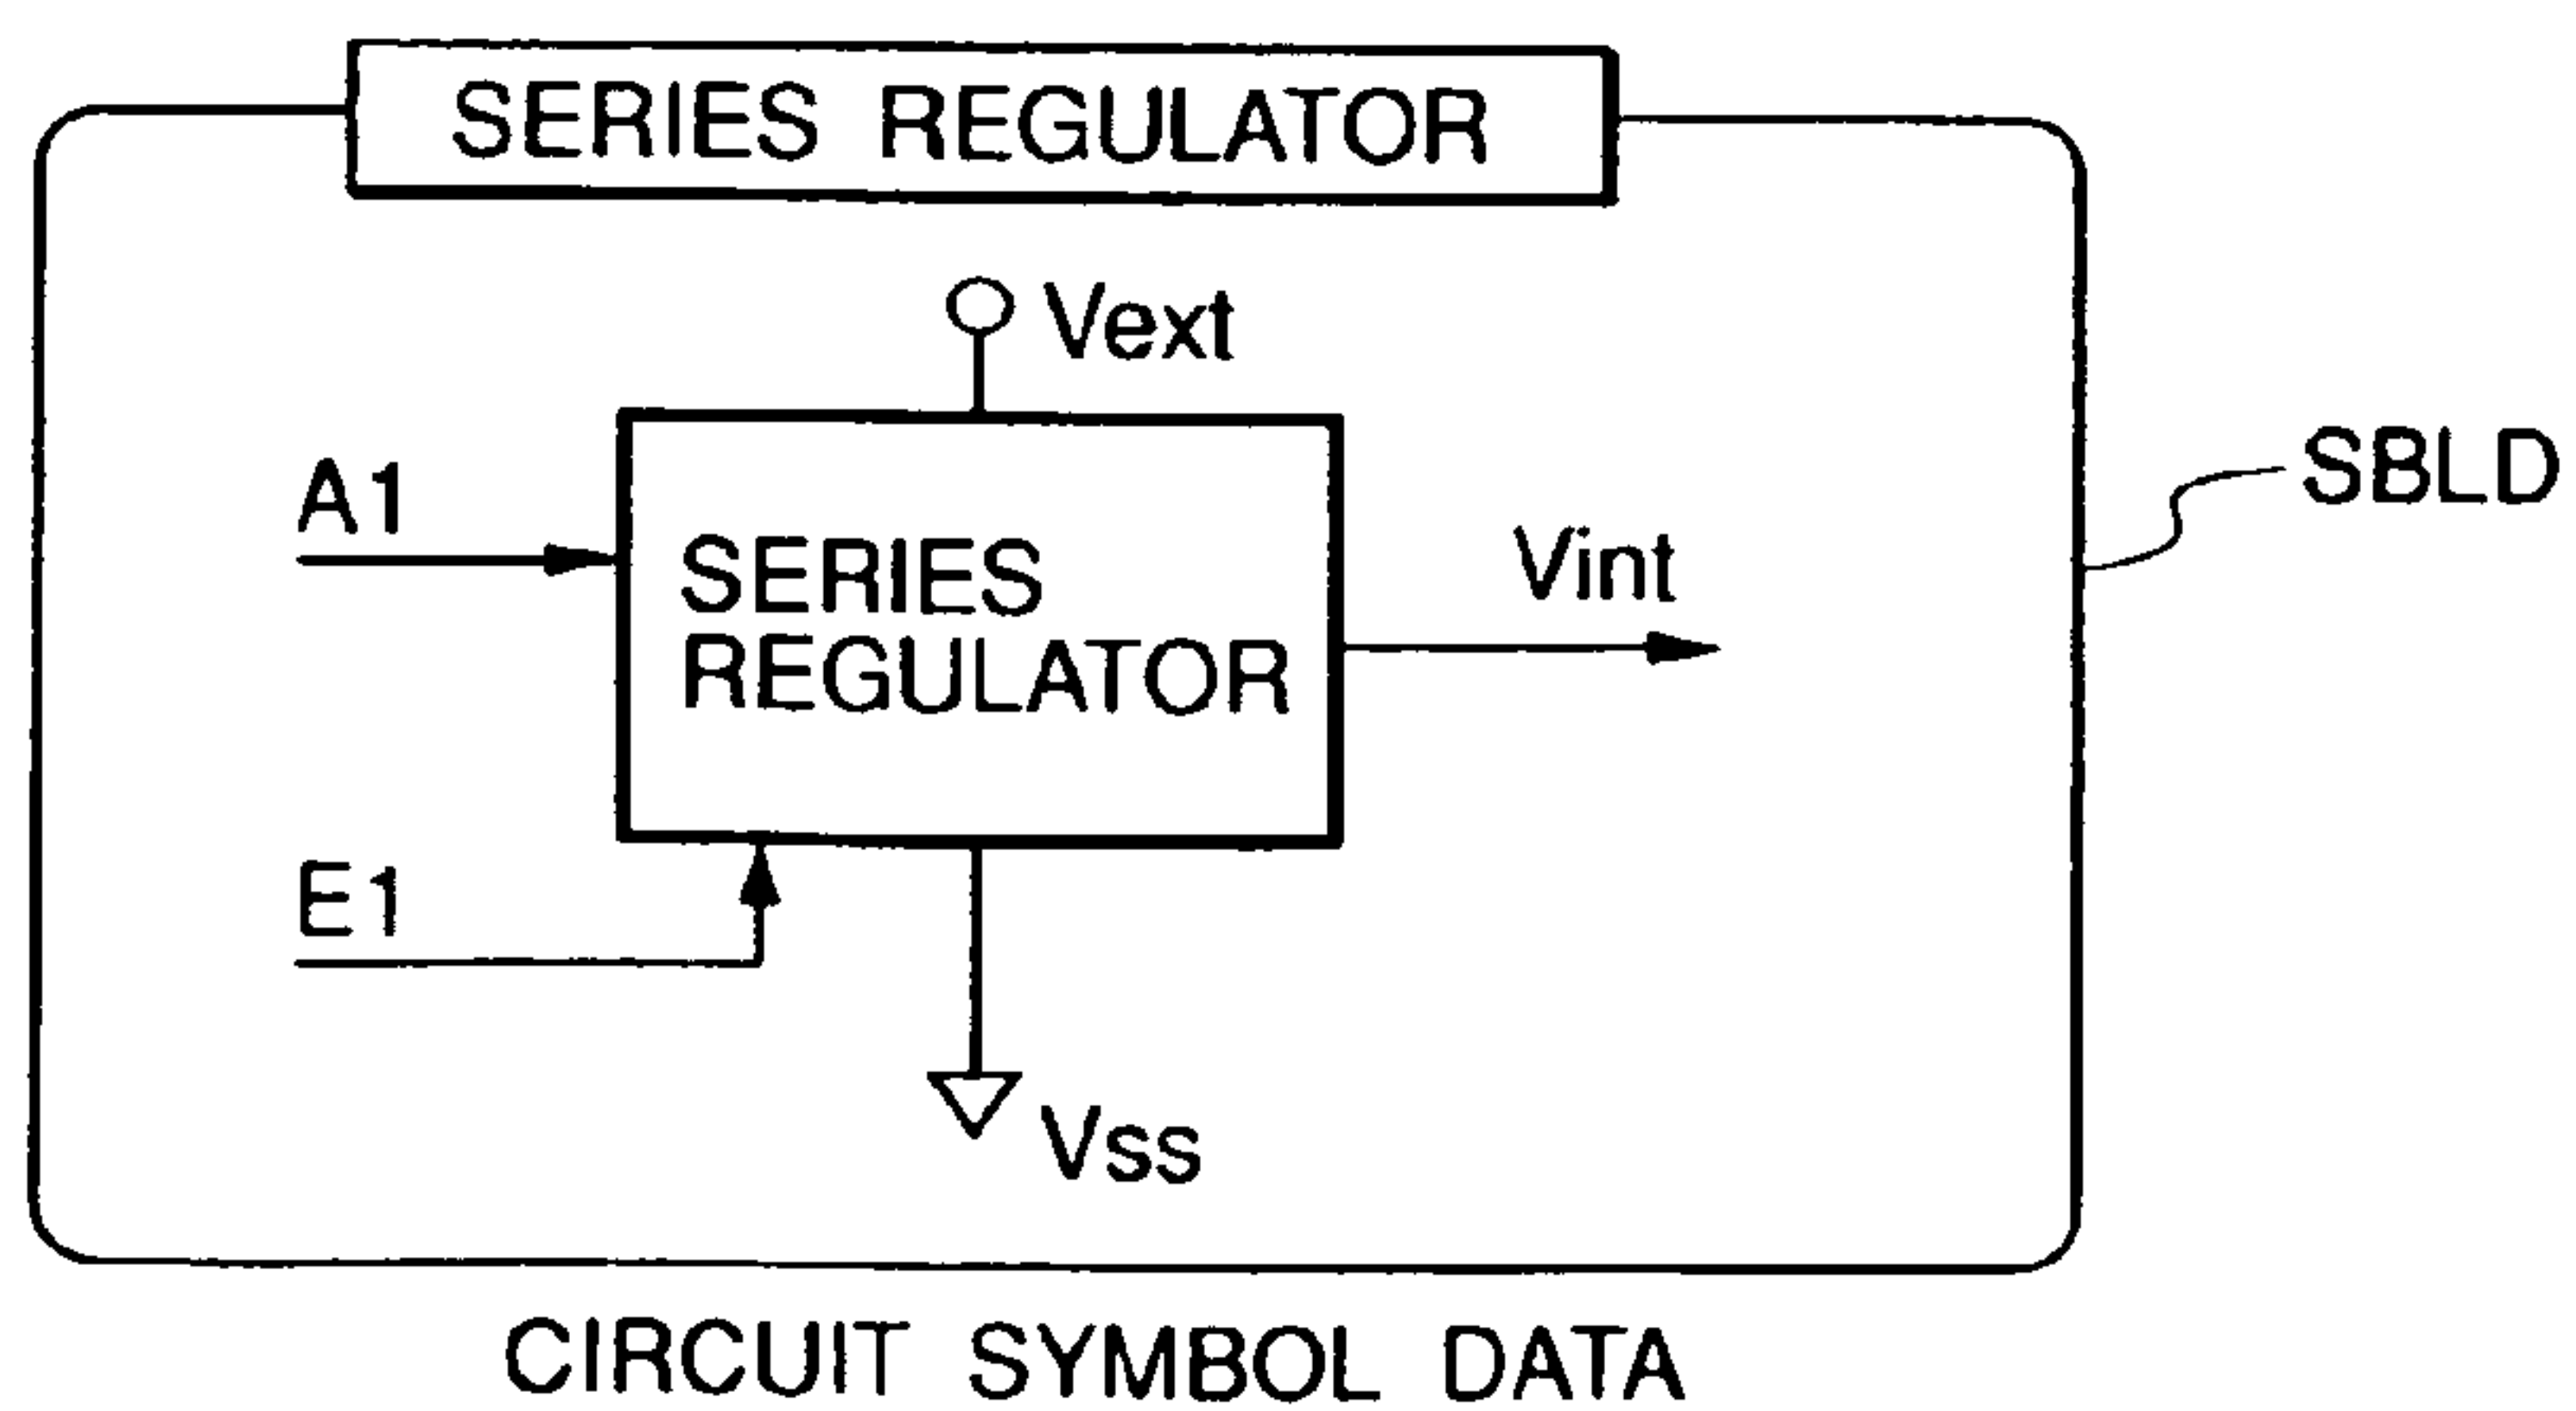 SERIES REGULATOR
Vext
A1
SBLD
Vint
SERIES
REGULATOR
E1
Vss
CIRCUIT SYMBOL DATA